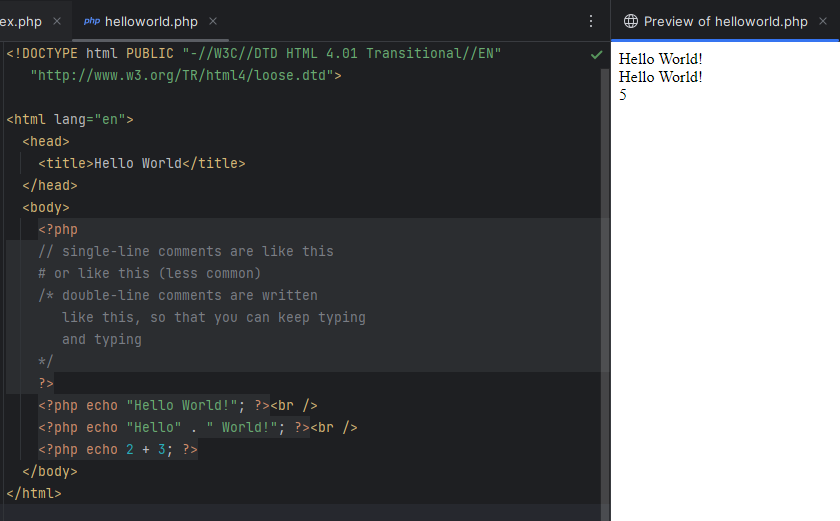 ex.php
php helloworld.php
Preview of helloworld.php
<!DOCTYPE html PUBLIC "-//W3C//DTD HTML 4.01 Transitional//EN"
"http://www.w3.org/TR/html4/loose.dtd">
<html lang="en">
<head>
<title>Hello World</title>
</head>
<body>
<?php
// single-line comments are like this
# or like this (less common)
/* double-line comments are written
like this, so that you can keep typing
and typing
*/
?>
<?php echo "Hello World!"; ?><br />
<?php echo "Hello" . " World!"; ?><br />
<?php echo 2 + 3; ?>
</body>
</html>
Hello World!
Hello World!
5